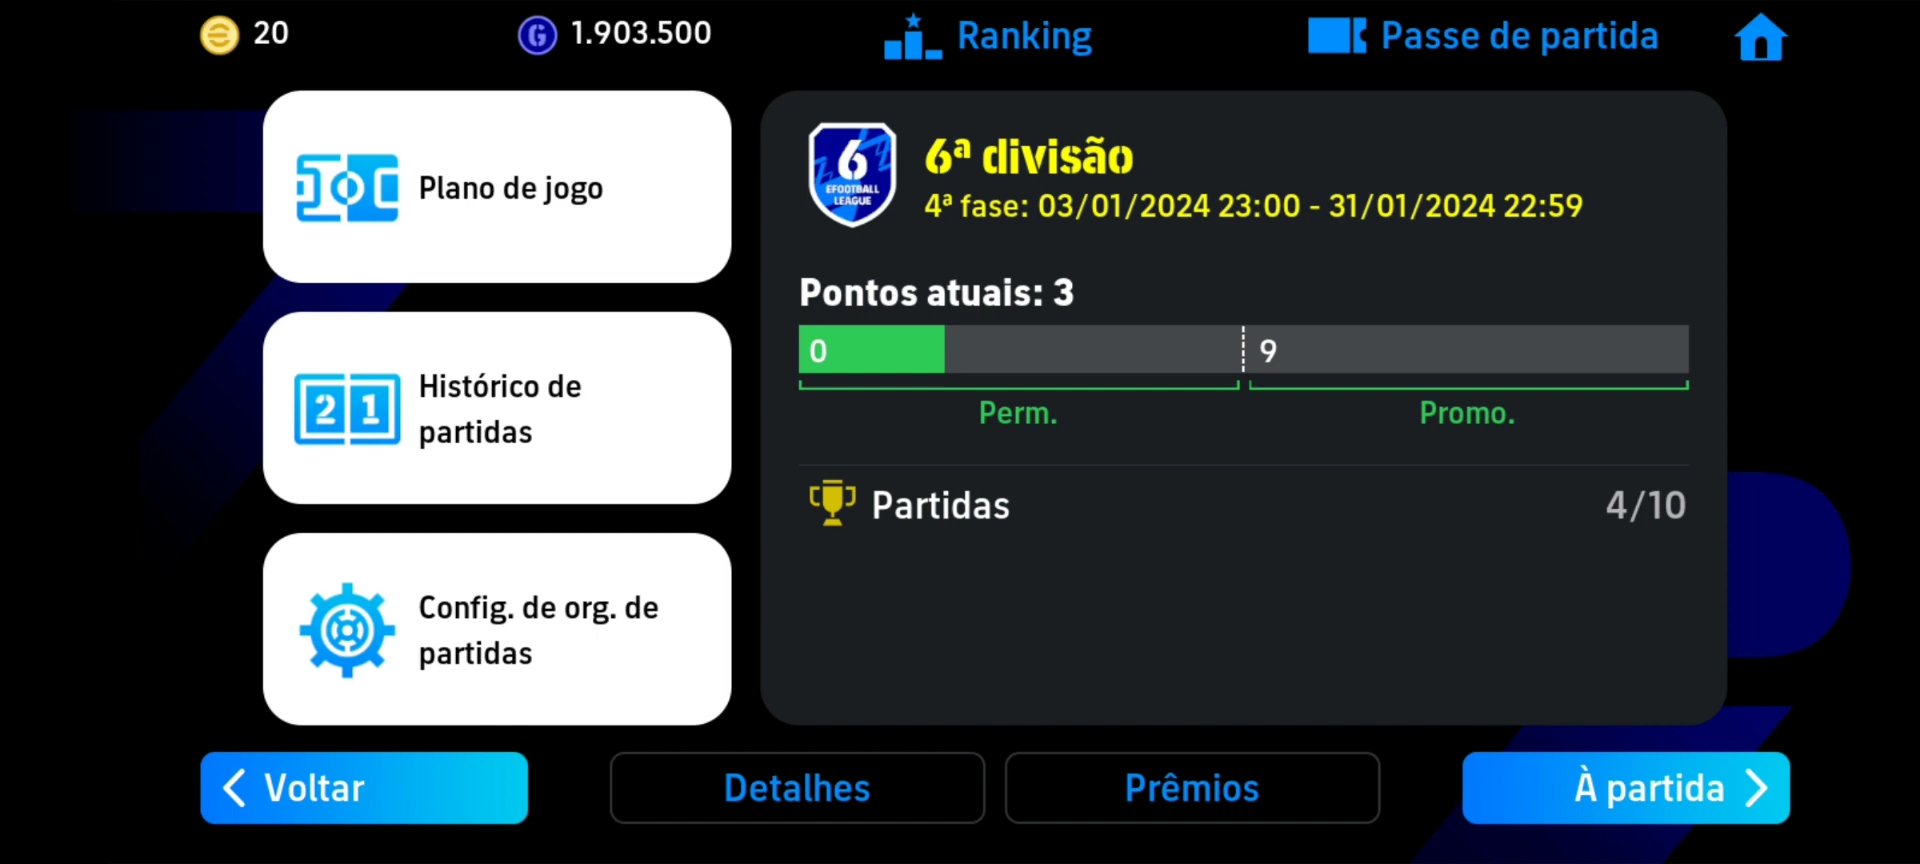 20
1.903.500
Ranking
Passe de partida
Plano de jogo
Histórico de
partidas
2 1
Config. de org. de
partidas
6
EFOOTBALL
LEAGUE
6ª divisão
4ª fase: 03/01/2024 23:00 - 31/01/2024 22:59
Pontos atuais: 3
0
9
Perm.
Promo.
Partidas
4/10
Voltar
Detalhes
Prêmios
À partida